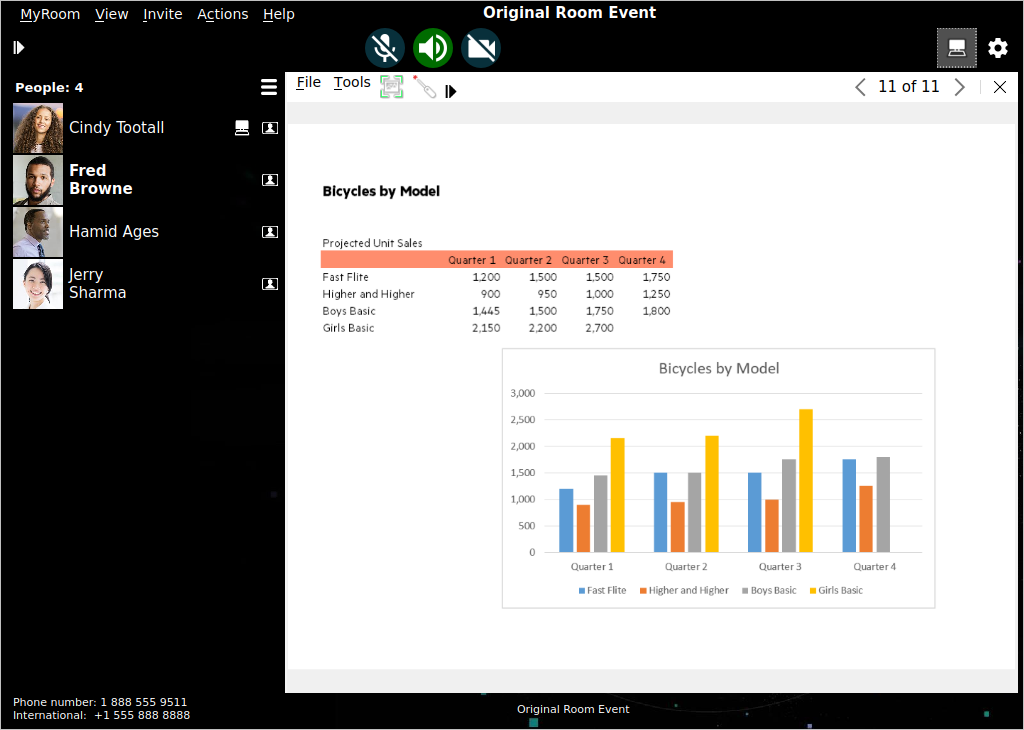 MyRoom View Invite Actions Help
Original Room Event
People: 4
Cindy Tootall
Fred
Browne
Hamid Ages
Jerry
Sharma
File Tools
11 of 11
Bicycles by Model
Projected Unit Sales
Quarter 1 Quarter 2 Quarter 3 Quarter 4
Fast Flite 1,200 1,500 1,500 1,750
Higher and Higher 900 950 1,000 1,250
Boys Basic 1,445 1,500 1,750 1,800
Girls Basic 2,150 2,200 2,700
Bicycles by Model
3,000
2,500
2,000
1,500
1,000
500
0
Quarter 1 Quarter 2 Quarter 3 Quarter 4
Fast Flite Higher and Higher Boys Basic Girls Basic
Phone number: 1 888 555 9511
International: +1 555 888 8888
Original Room Event